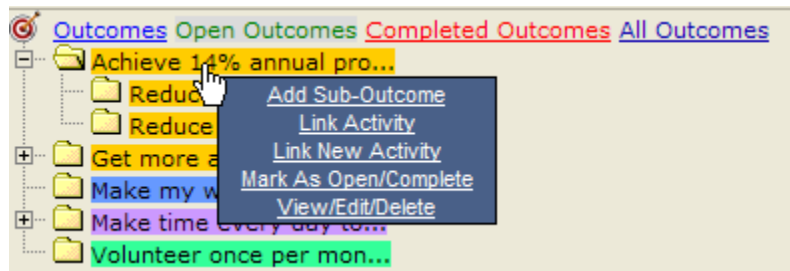 Outcomes Open Outcomes Completed Outcomes All Outcomes
Achieve 14% annual pro...
Reduc
Add Sub-Outcome
Reduce
Link Activity
Get more a
Link New Activity
Mark As Open/Complete
Make my w
View/Edit/Delete
Make time every day to...
Volunteer once per mon...